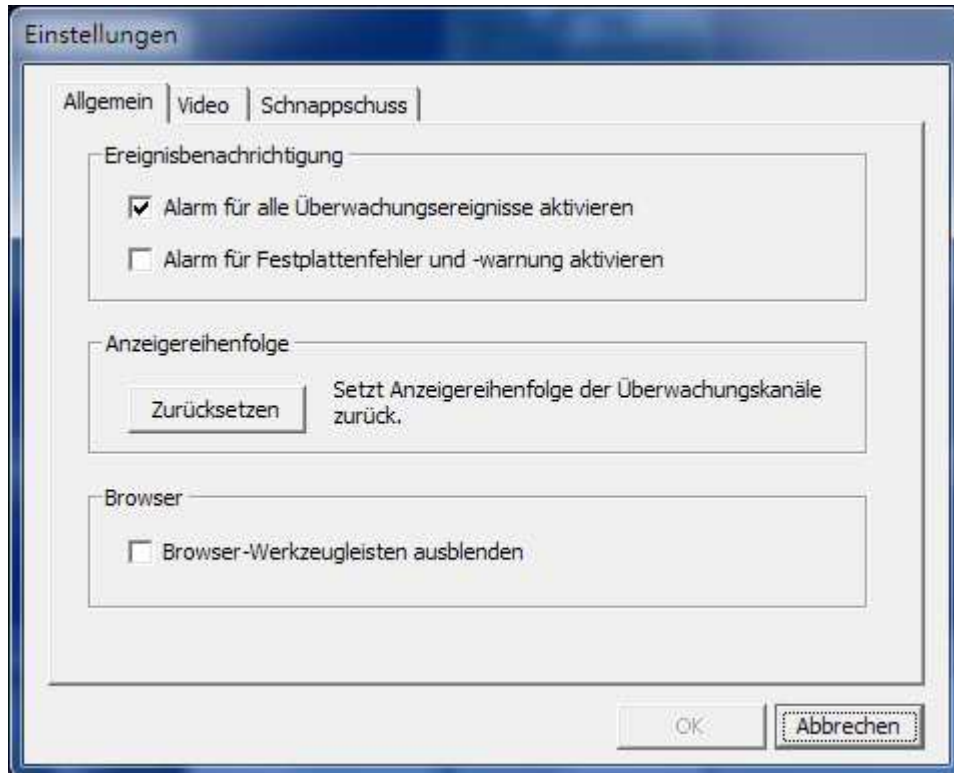 Einstellungen
Allgemein Video Schnappschuss
Ereignisbenachrichtigung
Alarm für alle Überwachungsereignisse aktivieren
Alarm für Festplattenfehler und -warnung aktivieren
Anzeigereihenfolge
Zurücksetzen
Setzt Anzeigereihenfolge der Überwachungskanäle
zurück.
Browser
Browser-Werkzeugleisten ausblenden
OK Abbrechen